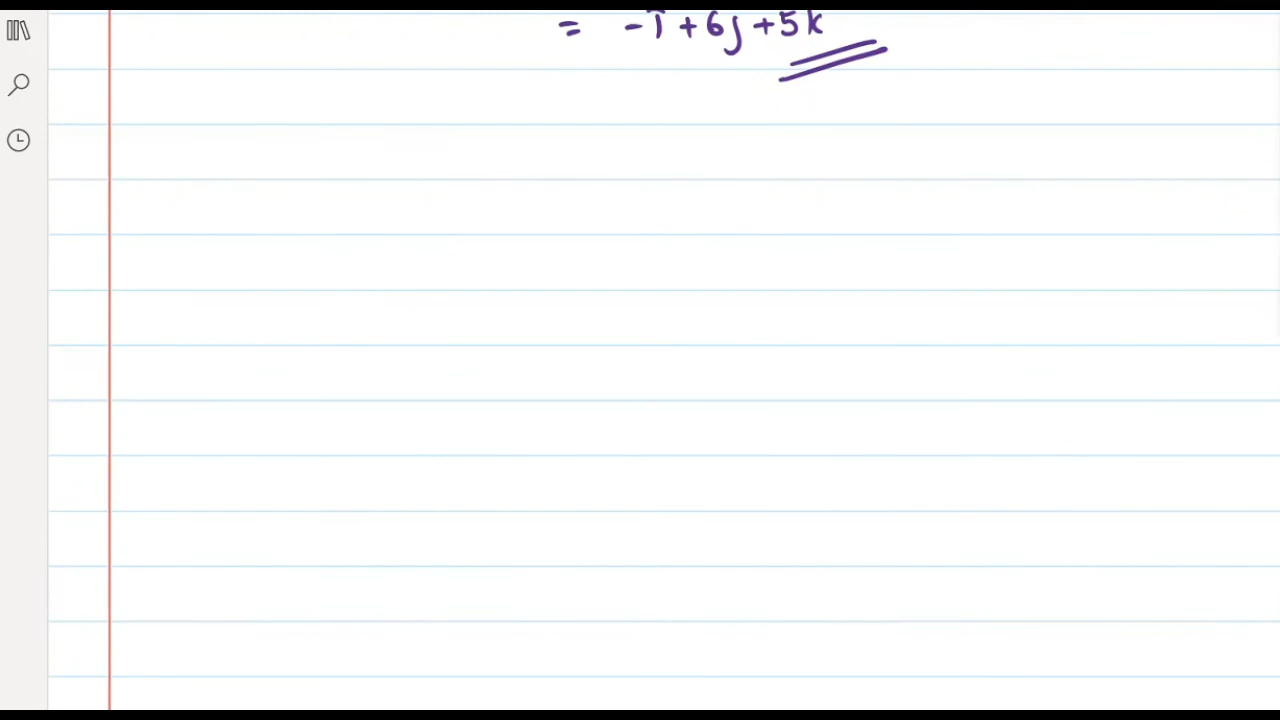 = -i + 6j + 5k